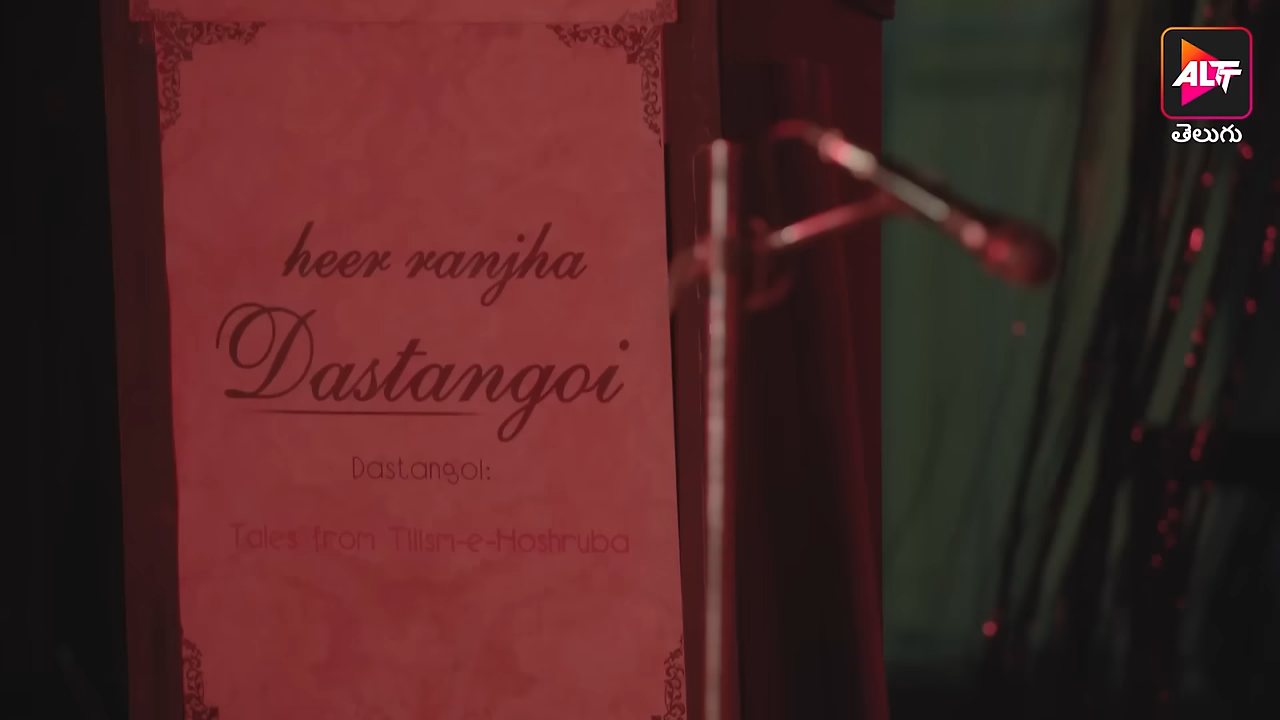 heer ranjha
Dastangoi
Dastangoi:
Tales from Tilism-e-Hoshruba
ALTT
తెలుగు